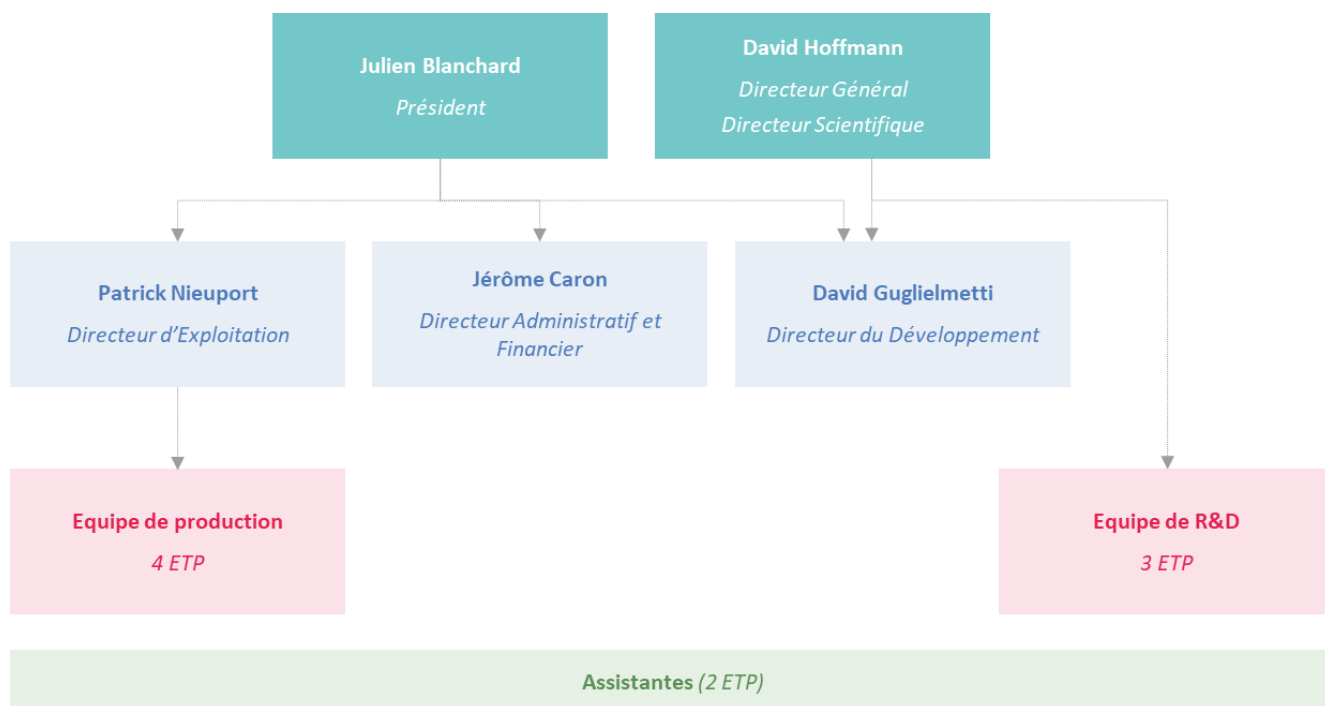 Julien Blanchard
Président
David Hoffmann
Directeur Général
Directeur Scientifique
Patrick Nieuport
Directeur d’Exploitation
Jérôme Caron
Directeur Administratif et
Financier
David Guglielmetti
Directeur du Développement
Equipe de production
4 ETP
Equipe de R&D
3 ETP
Assistantes (2 ETP)